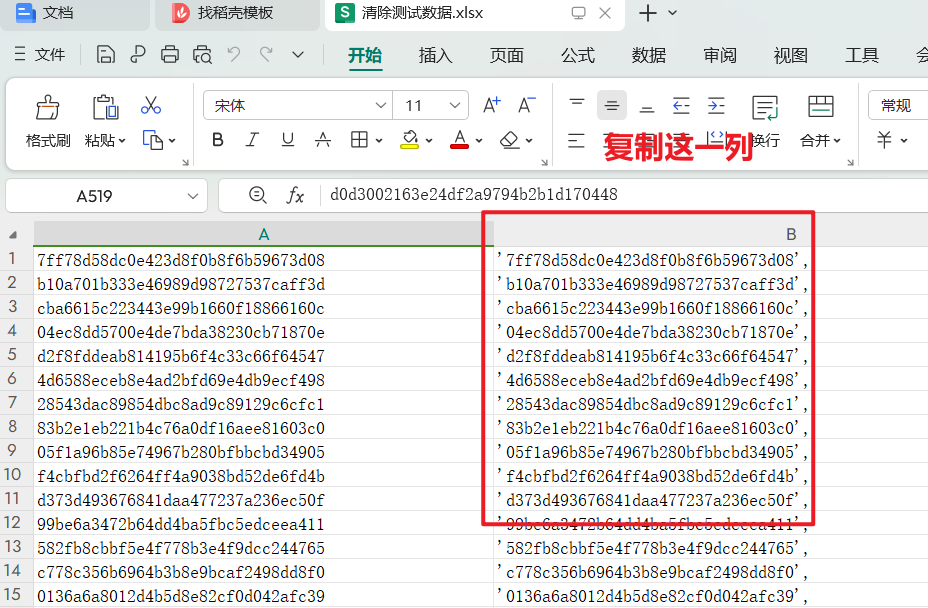 文档
找稻壳模板
S 清除测试数据.xlsx
文件
开始 插入 页面 公式 数据 审阅 视图 工具
格式刷 粘贴 宋体 11 A+ A- 换行 合并 常规
B I U A A ¥
复制这一列
A519 fx d0d3002163e24df2a9794b2b1d170448
A B
1 7ff78d58dc0e423d8f0b8f6b59673d08 '7ff78d58dc0e423d8f0b8f6b59673d08',
2 b10a701b333e46989d98727537caff3d 'b10a701b333e46989d98727537caff3d',
3 cba6615c223443e99b1660f18866160c 'cba6615c223443e99b1660f18866160c',
4 04ec8dd5700e4de7bda38230cb71870e '04ec8dd5700e4de7bda38230cb71870e',
5 d2f8fddeab814195b6f4c33c66f64547 'd2f8fddeab814195b6f4c33c66f64547',
6 4d6588eceb8e4ad2bfd69e4db9ecf498 '4d6588eceb8e4ad2bfd69e4db9ecf498',
7 28543dac89854dbc8ad9c89129c6cfc1 '28543dac89854dbc8ad9c89129c6cfc1',
8 83b2e1eb221b4c76a0df16aee81603c0 '83b2e1eb221b4c76a0df16aee81603c0',
9 05f1a96b85e74967b280bfbbcbd34905 '05f1a96b85e74967b280bfbbcbd34905',
10 f4cbfbd2f6264ff4a9038bd52de6fd4b 'f4cbfbd2f6264ff4a9038bd52de6fd4b',
11 d373d493676841daa477237a236ec50f 'd373d493676841daa477237a236ec50f',
12 99be6a3472b64dd4ba5fbc5edceea411 '99be6a3472b64dd4ba5fbc5edceea411',
13 582fb8cbbf5e4f778b3e4f9dcc244765 '582fb8cbbf5e4f778b3e4f9dcc244765',
14 c778c356b6964b3b8e9bcaf2498dd8f0 'c778c356b6964b3b8e9bcaf2498dd8f0',
15 0136a6a8012d4b5d8e82cf0d042afc39 '0136a6a8012d4b5d8e82cf0d042afc39',